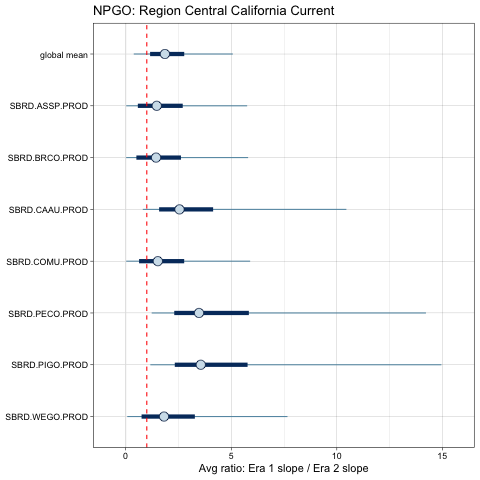 NPGO: Region Central California Current
global mean
SBRD.ASSP.PROD
SBRD.BRCO.PROD
SBRD.CAAU.PROD
SBRD.COMU.PROD
SBRD.PECO.PROD
SBRD.PIGO.PROD
SBRD.WEGO.PROD
0 5 10 15
Avg ratio: Era 1 slope / Era 2 slope